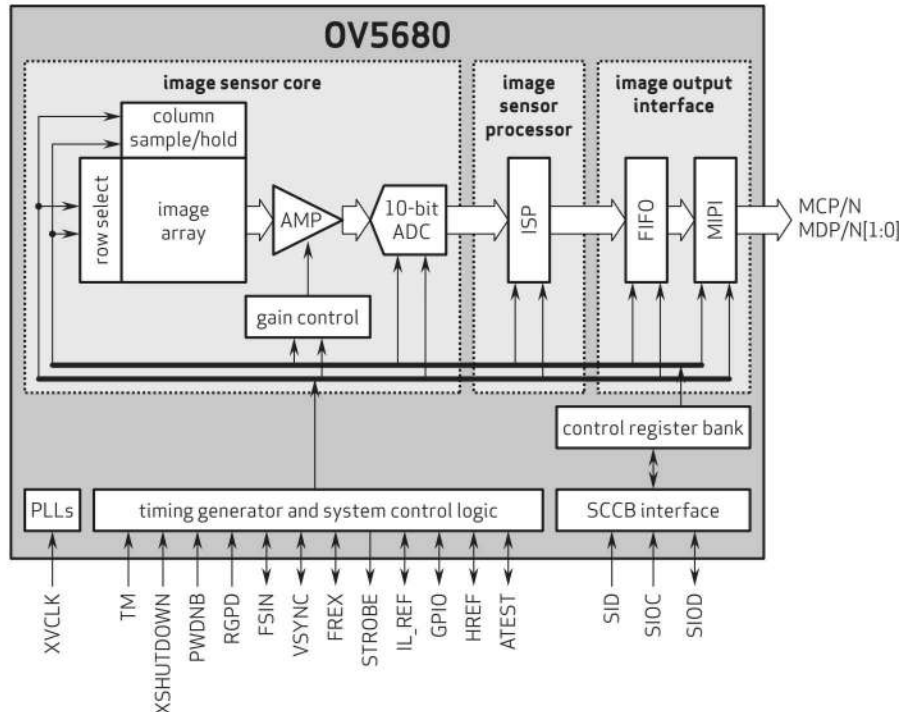 OV5680
image sensor core
image
sensor
processor
image output
interface
column
sample/hold
row select
image
array
AMP
10-bit
ADC
ISP
FIFO
MIPI
MCP/N
MDP/N[1:0]
gain control
control register bank
PLLs
timing generator and system control logic
SCCB interface
XVCLK
TM
XSHUTDOWN
PWDNB
RGPD
FSIN
VSYNC
FREX
STROBE
IL_REF
GPIO
HREF
ATEST
SID
SIOC
SIOD